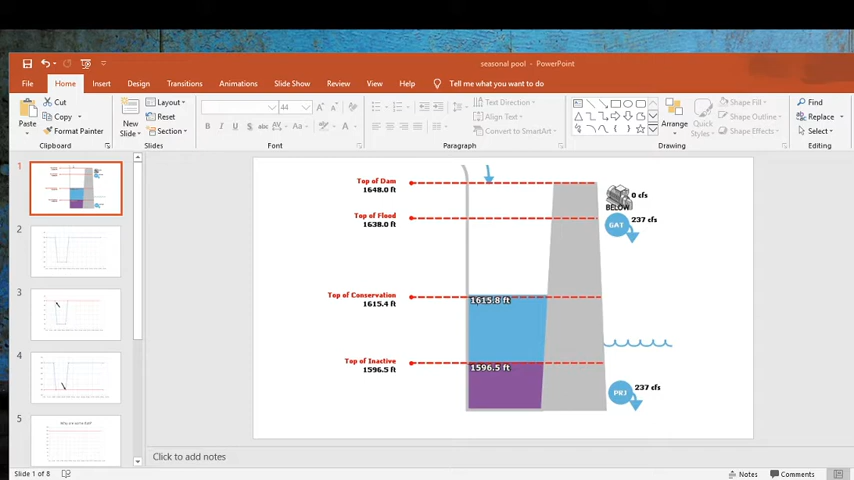 seasonal pool - PowerPoint
File Home Insert Design Transitions Animations Slide Show Review View Help Tell me what you want to do
Paste
Cut
Copy
Format Painter
Clipboard
New
Slide
Layout
Reset
Section
Slides
44
B I U S abc AV Aa A
Font
Text Direction
Align Text
Convert to SmartArt
Paragraph
Arrange
Quick
Styles
Shape Fill
Shape Outline
Shape Effects
Drawing
Find
Replace
Select
Editing
1
2
3
4
5
Top of Dam
1648.0 ft
Top of Flood
1638.0 ft
Top of Conservation
1615.4 ft
Top of Inactive
1596.5 ft
1615.8 ft
1596.5 ft
0 cfs
BELOW
237 cfs
GAT
237 cfs
PRJ
Click to add notes
Slide 1 of 8
Notes
Comments